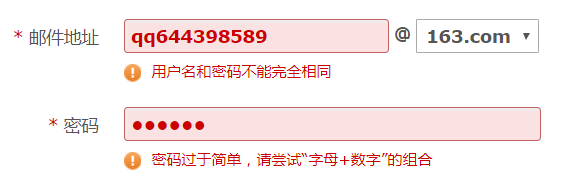 * 邮件地址 qq644398589 @ 163.com
用户名和密码不能完全相同
* 密码 ●●●●●●
密码过于简单，请尝试“字母+数字”的组合